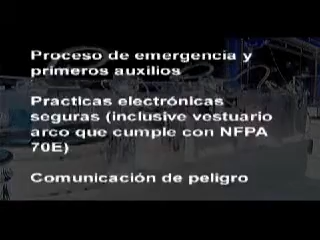 Proceso de emergencia y
primeros auxilios
Practicas electrónicas
seguras (inclusive vestuario
arco que cumple con NFPA
70E)
Comunicación de peligro